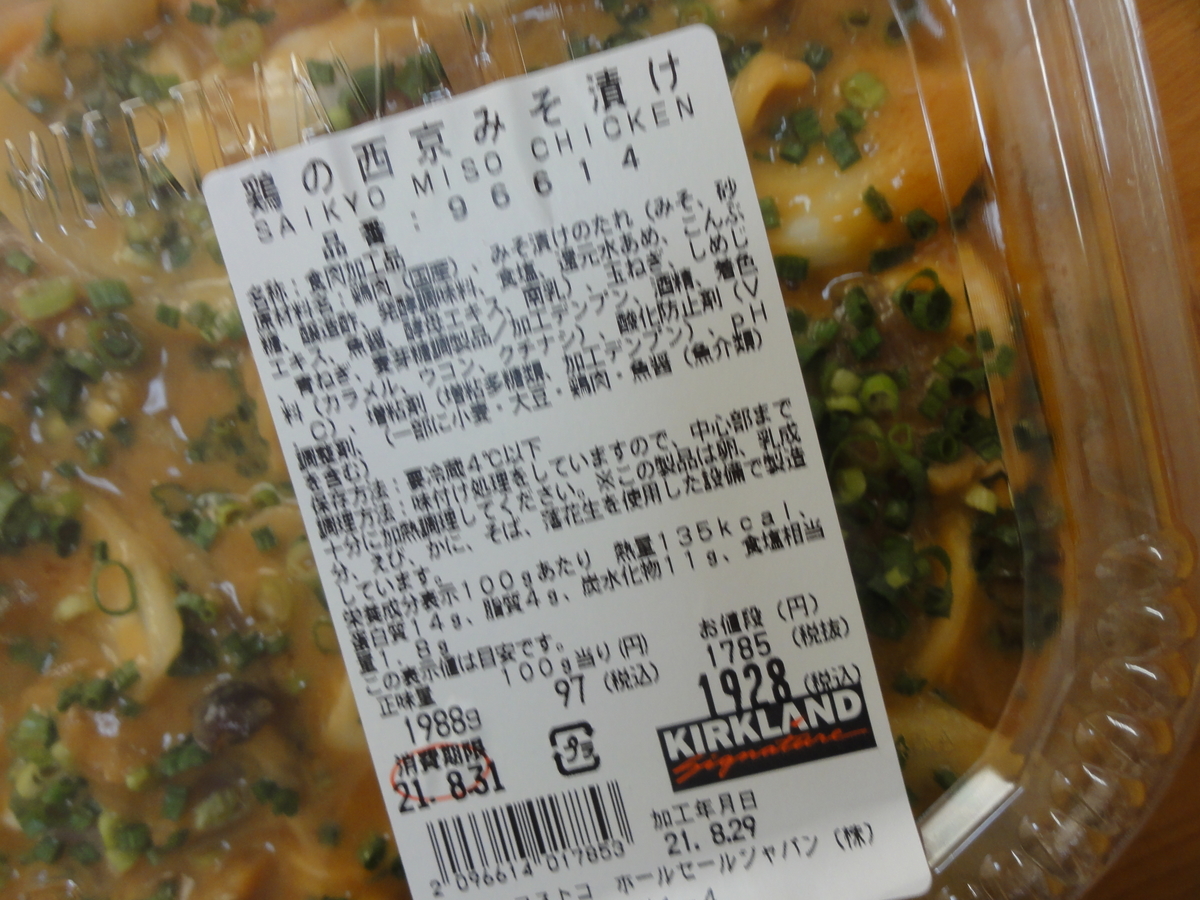 鶏の西京みそ漬け
SAIKYO MISO CHICKEN
品番:96614
名称:食肉加工品
原材料名:鶏肉(国産)、みそ漬けのたれ(みそ、砂
糖、醸造酢、発酵調味料、食塩、還元水あめ、こんぶ
エキス、魚醤、酵母エキス、南乳)、玉ねぎ、しめじ、
青ねぎ、麦芽糖調製品/加工デンプン、酒精、着色
料(カラメル、ウコン、クチナシ)、酸化防止剤(V.
C)、増粘剤(増粘多糖類、加工デンプン)、pH
調整剤、(一部に小麦・大豆・鶏肉・魚醤(魚介類)
を含む)
保存方法:要冷蔵4℃以下
調理方法:味付け処理をしていますので、中心部まで
十分に加熱調理してください。※この製品は卵、乳成
分、えび、かに、そば、落花生を使用した設備で製造
しています。
栄養成分表示100gあたり 熱量135kcal、
蛋白質14g、脂質4g、炭水化物11g、食塩相当
量1.8g
この表示値は目安です。
正味量 100g当り(円) お値段(円)
1785(税抜)
1988g 97(税込) 1928(税込)
消費期限
21. 8.31
プラ
KIRKLAND
Signature
加工年月日
21. 8.29
2 096614 017853
コストコ ホールセールジャパン(株)